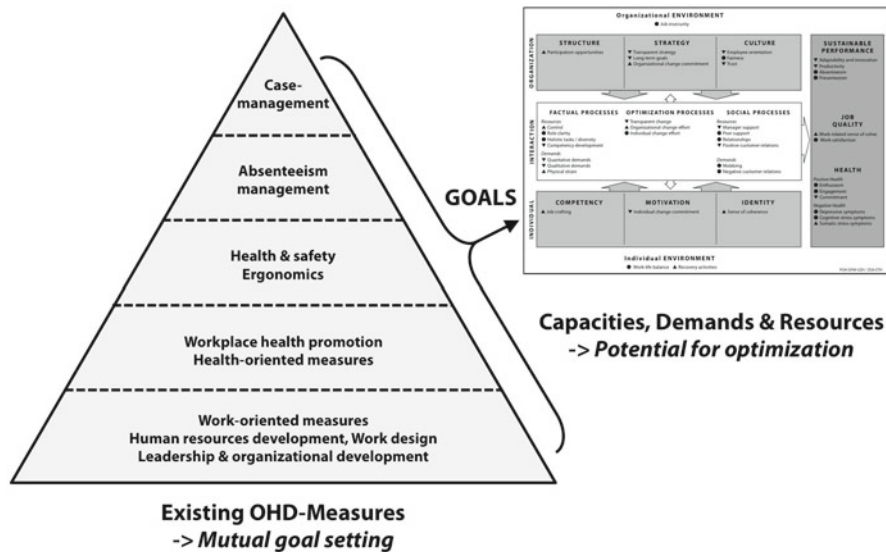 Case-
management
Absenteeism
management
Health & safety
Ergonomics
Workplace health promotion
Health-oriented measures
Work-oriented measures
Human resources development, Work design
Leadership & organizational development
Existing OHD-Measures
-> Mutual goal setting
GOALS
Organizational ENVIRONMENT
● Job insecurity
ORGANIZATION
STRUCTURE
▲ Participation opportunities
STRATEGY
▼ Transparent strategy
▼ Long-term goals
▲ Organizational change commitment
CULTURE
▼ Employee orientation
● Fairness
▼ Trust
INTERACTION
FACTUAL PROCESSES
Resources:
▲ Control
● Role clarity
● Holistic tasks / diversity
▼ Competency development
Demands:
▼ Quantitative demands
▼ Qualitative demands
▲ Physical strain
OPTIMIZATION PROCESSES
▼ Transparent change
▲ Organizational change effort
● Individual change effort
SOCIAL PROCESSES
Resources:
▼ Manager support
● Peer support
● Relationships
▼ Positive customer relations
Demands:
● Mobbing
● Negative customer relations
INDIVIDUAL
COMPETENCY
▲ Job crafting
MOTIVATION
▼ Individual change commitment
IDENTITY
▲ Sense of coherence
Individual ENVIRONMENT
● Work-life balance ▲ Recovery activities
SUSTAINABLE
PERFORMANCE
▼ Adaptability and innovation
▼ Productivity
● Absenteeism
● Presenteeism
JOB
QUALITY
▲ Work-related sense of coher.
● Work satisfaction
HEALTH
Positive Health
● Enthusiasm
● Engagement
▼ Commitment
Negative Health
● Depressive symptoms
● Cognitive stress symptoms
▲ Somatic stress symptoms
Capacities, Demands & Resources
-> Potential for optimization